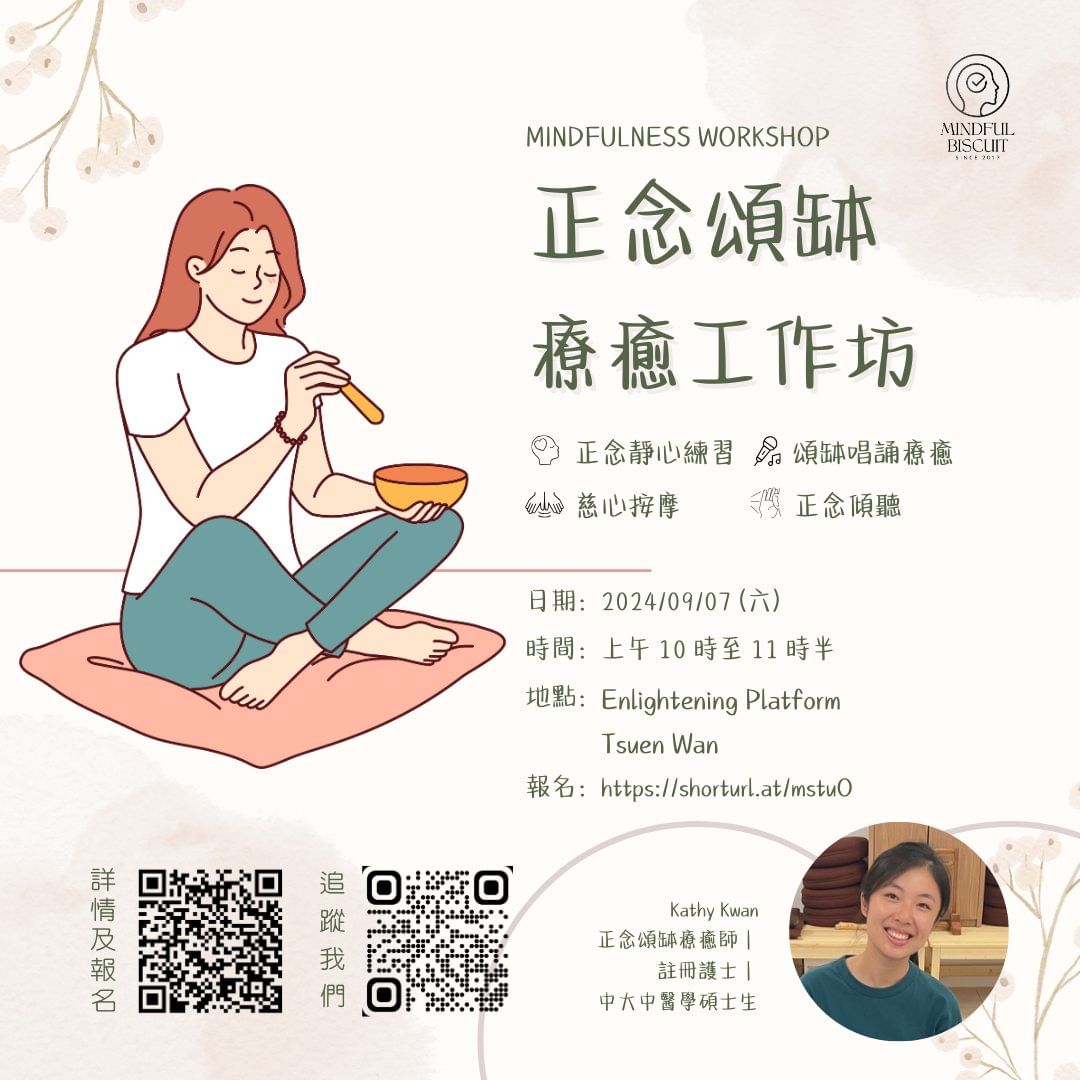 MINDFUL
BISCUIT
SINCE 2017
MINDFULNESS WORKSHOP
正念頌缽
療癒工作坊
正念靜心練習
頌缽唱誦療癒
慈心按摩
正念傾聽
日期：2024/09/07 (六)
時間：上午 10 時至 11 時半
地點：Enlightening Platform
Tsuen Wan
報名：https://shorturl.at/mstuO
詳情及報名
追蹤我們
Kathy Kwan
正念頌缽療癒師 |
註冊護士 |
中大中醫學碩士生